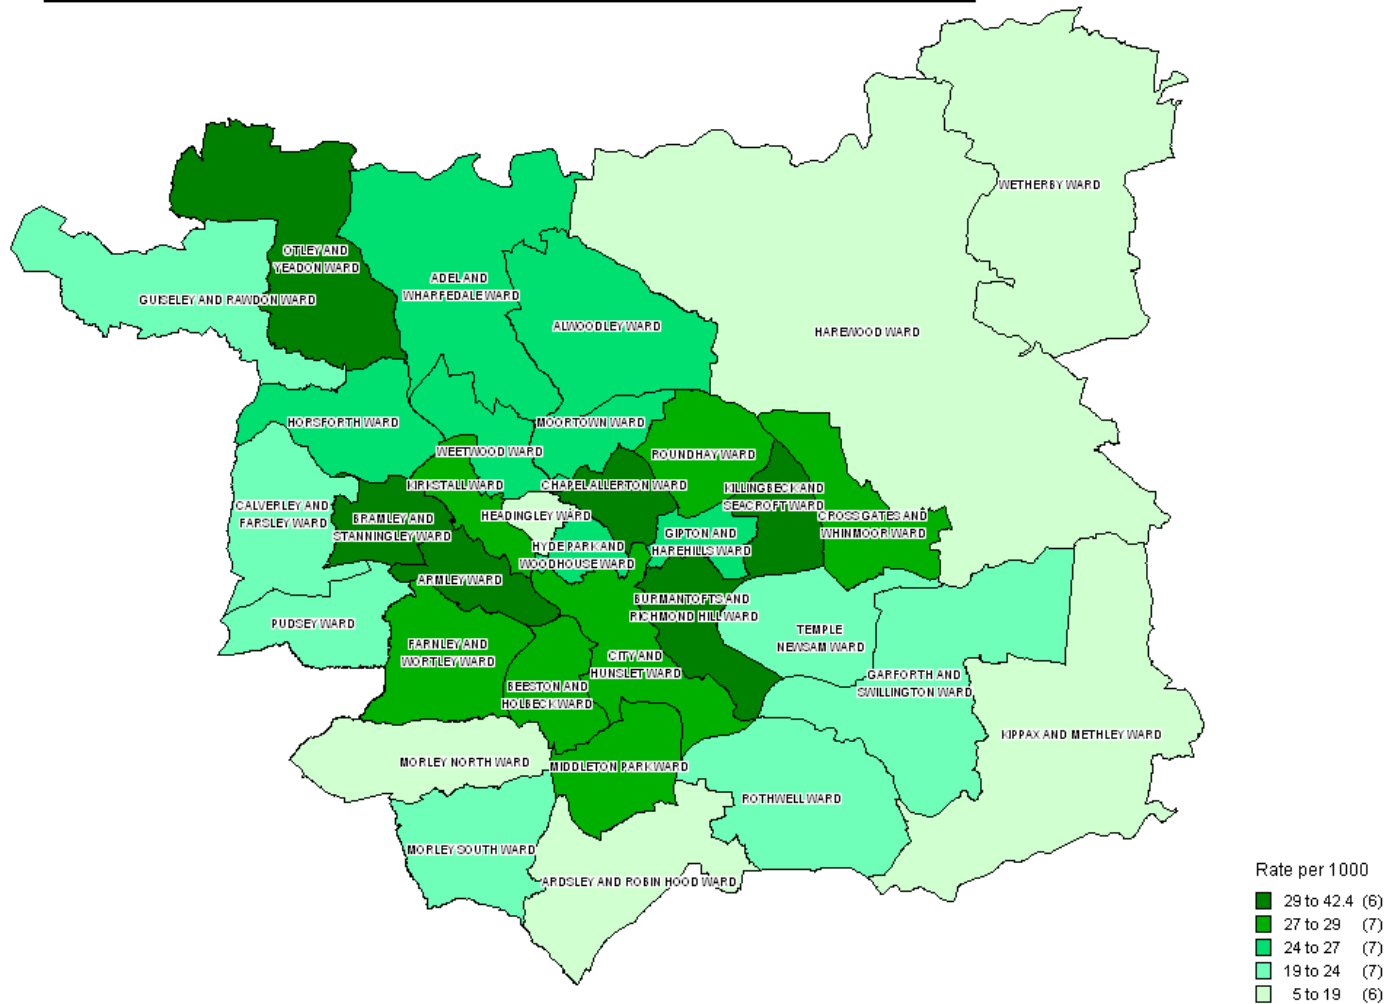 WETHERBY WARD
OTLEY AND
YEADON WARD
ADEL AND
WHARFEDALE WARD
GUISELEY AND RAWDON WARD
ALWOODLEY WARD
HAREWOOD WARD
HORSFORTH WARD
MOORTOWN WARD
WEETWOOD WARD
ROUNDHAY WARD
KIRKSTALL WARD
CHAPEL ALLERTON WARD
KILLINGBECK AND
SEACROFT WARD
CALVERLEY AND
FARSLEY WARD
BRAMLEY AND
STANNINGLEY WARD
HEADINGLEY WARD
CROSS GATES AND
WHINMOOR WARD
GIPTON AND
HAREHILLS WARD
HYDE PARK AND
WOODHOUSE WARD
ARMLEY WARD
BURMANTOFTS AND
RICHMOND HILL WARD
PUDSEY WARD
TEMPLE
NEWSAM WARD
FARNLEY AND
WORTLEY WARD
CITY AND
HUNSLET WARD
GARFORTH AND
SWILLINGTON WARD
BEESTON AND
HOLBECK WARD
KIPPAX AND METHLEY WARD
MORLEY NORTH WARD
MIDDLETON PARK WARD
ROTHWELL WARD
MORLEY SOUTH WARD
ARDSLEY AND ROBIN HOOD WARD
Rate per 1000
29 to 42.4 (6)
27 to 29 (7)
24 to 27 (7)
19 to 24 (7)
5 to 19 (6)